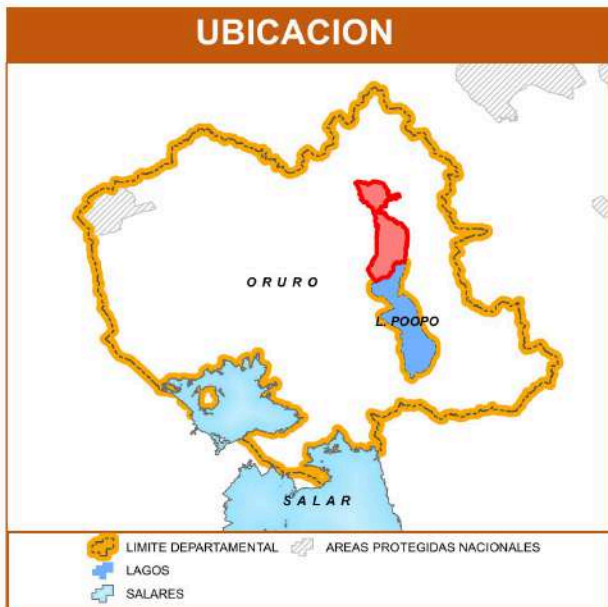 UBICACION
ORURO
L. POOPO
SALAR
LIMITE DEPARTAMENTAL
AREAS PROTEGIDAS NACIONALES
LAGOS
SALARES